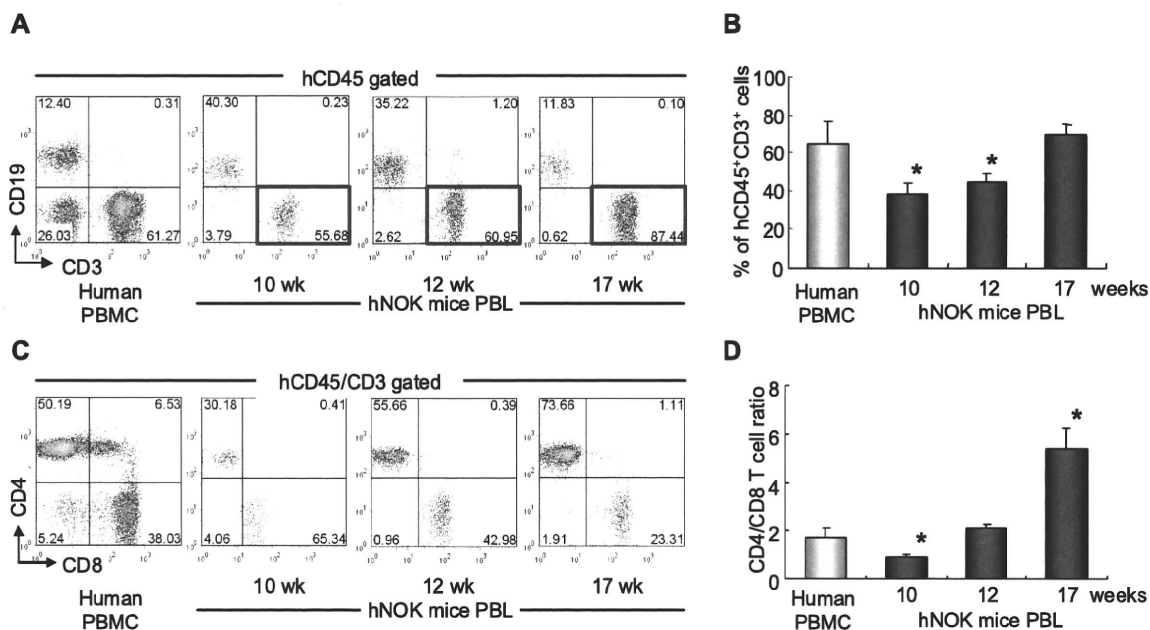 A
hCD45 gated
12.40 0.31 40.30 0.23 35.22 1.20 11.83 0.10
CD19
26.03 61.27 3.79 55.68 2.62 60.95 0.62 87.44
CD3
Human PBMC
10 wk 12 wk 17 wk
hNOK mice PBL
B
% of hCD45+CD3+ cells
100
80
60
40
20
0
* *
Human PBMC
10 12 17 weeks
hNOK mice PBL
C
hCD45/CD3 gated
50.19 6.53 30.18 0.41 55.66 0.39 73.66 1.11
CD4
5.24 38.03 4.06 65.34 0.96 42.98 1.91 23.31
CD8
Human PBMC
10 wk 12 wk 17 wk
hNOK mice PBL
D
CD4/CD8 T cell ratio
8
6
4
2
0
* *
Human PBMC
10 12 17 weeks
hNOK mice PBL